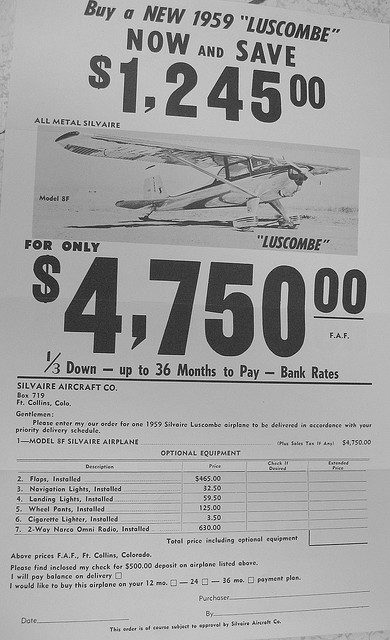 Buy a NEW 1959 "LUSCOMBE"
NOW AND SAVE
$1,245.00
ALL METAL SILVAIRE
Model 8F
"LUSCOMBE"
FOR ONLY
$4,750.00
F.A.F.
1/3 Down — up to 36 Months to Pay — Bank Rates
SILVAIRE AIRCRAFT CO.
Box 719
Ft. Collins, Colo.
Gentlemen:
Please enter my our order for one 1959 Silvaire Luscombe airplane to be delivered in accordance with your
priority delivery schedule.
1—MODEL 8F SILVAIRE AIRPLANE (Plus Sales Tax If Any) $4,750.00
OPTIONAL EQUIPMENT
Description Price Check If Desired Extended Price
2. Flaps, Installed $465.00
3. Navigation Lights, Installed 32.50
4. Landing Lights, Installed 59.50
5. Wheel Pants, Installed 125.00
6. Cigarette Lighter, Installed 3.50
7. 2-Way Narco Omni Radio, Installed 630.00
Total price including optional equipment
Above prices F.A.F., Ft. Collins, Colorado.
Please find inclosed my check for $500.00 deposit on airplane listed above.
I will pay balance on delivery □
I would like to buy this airplane on your 12 mo. □ — 24 □ — 36 mo. □ payment plan.
Purchaser
Date By
This order is of course subject to approval by Silvaire Aircraft Co.